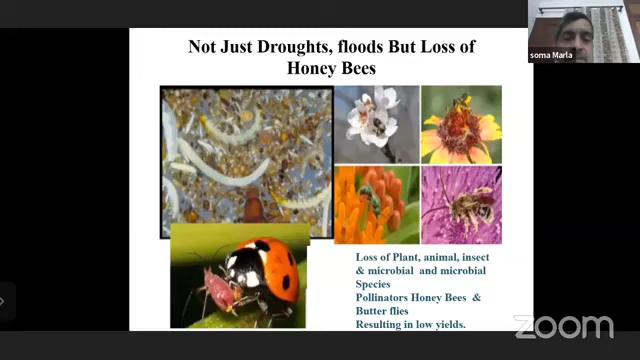 Not Just Droughts, floods But Loss of
Honey Bees
soma Marla
Loss of Plant, animal, insect
& microbial and microbial
Species
Pollinators Honey Bees &
Butter flies
Resulting in low yields.
zoom